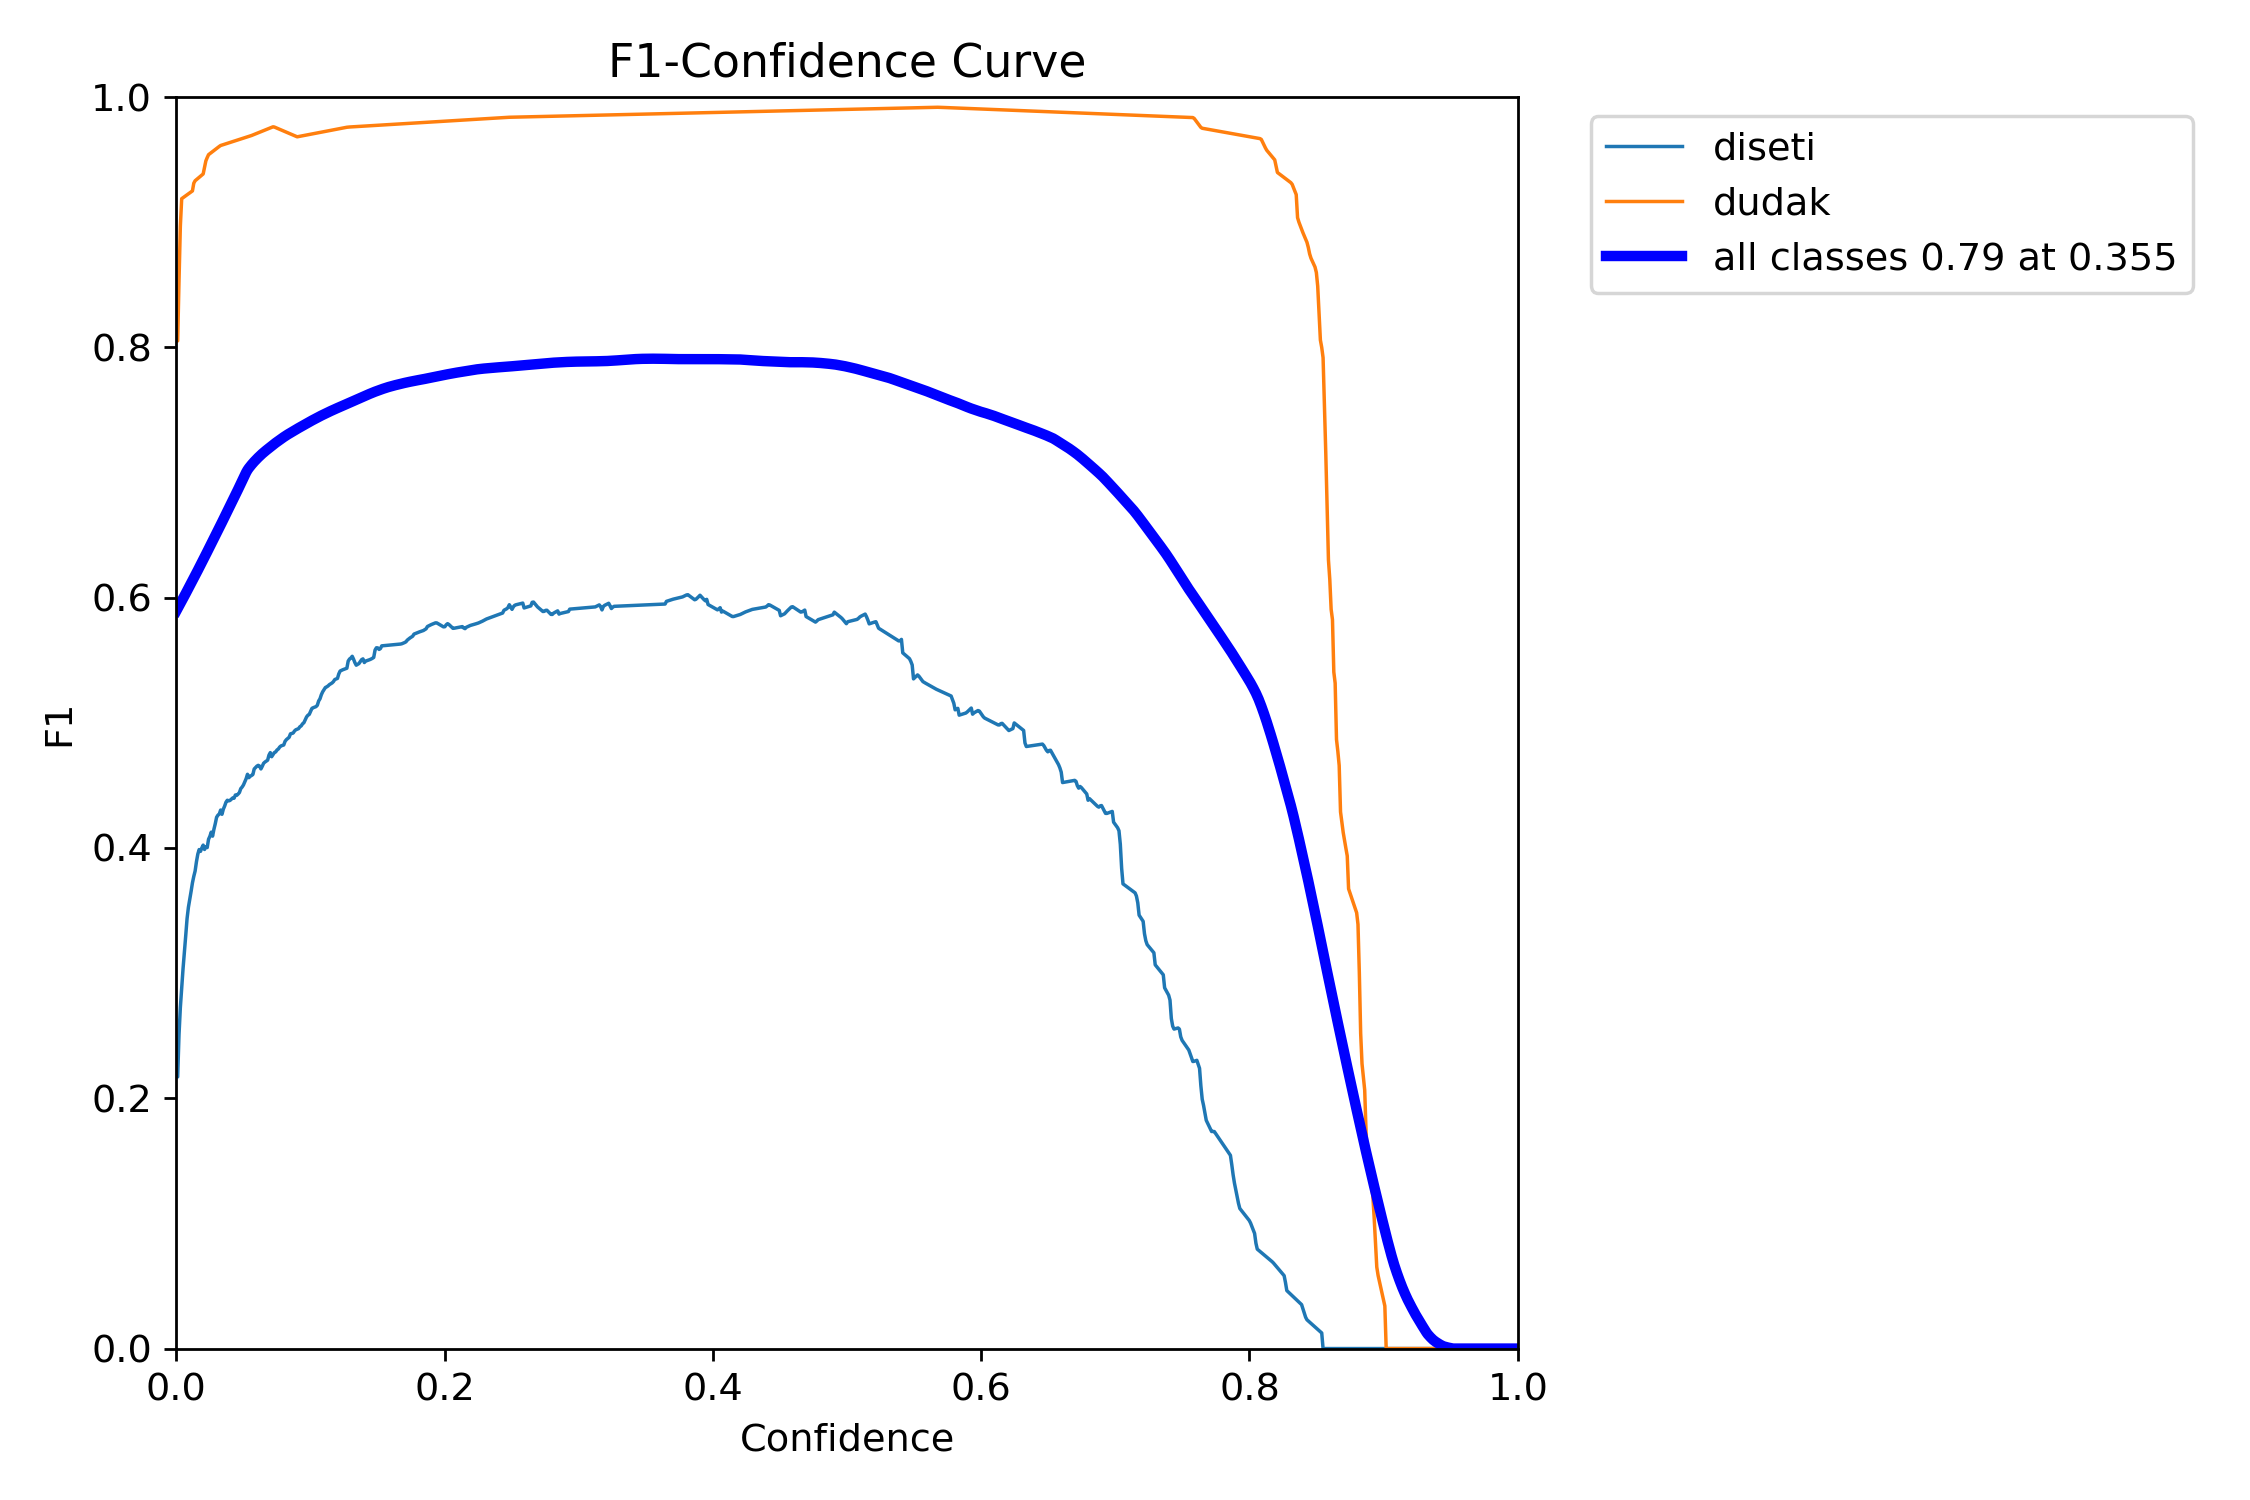 F1-Confidence Curve
diseti
dudak
all classes 0.79 at 0.355
F1
1.0
0.8
0.6
0.4
0.2
0.0
0.0 0.2 0.4 0.6 0.8 1.0
Confidence